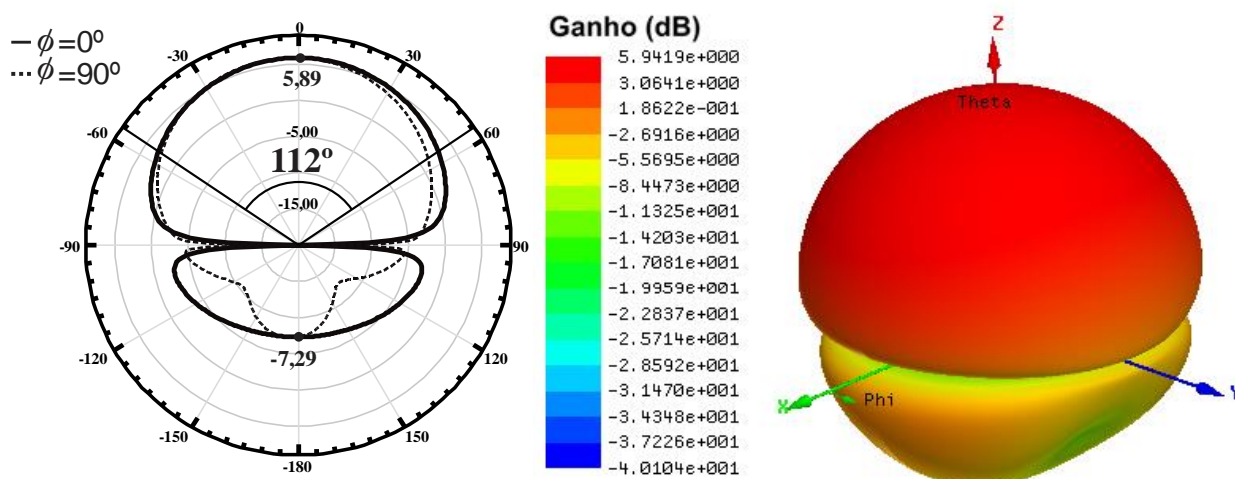 ϕ=0º
ϕ=90º
0
30
60
90
120
150
-180
-150
-120
-90
-60
-30
5,89
-5,00
112º
-15,00
-7,29
Ganho (dB)
5.9419e+000
3.0641e+000
1.8622e-001
-2.6916e+000
-5.5695e+000
-8.4473e+000
-1.1325e+001
-1.4203e+001
-1.7081e+001
-1.9959e+001
-2.2837e+001
-2.5714e+001
-2.8592e+001
-3.1470e+001
-3.4348e+001
-3.7226e+001
-4.0104e+001
Z
Theta
X
Phi
Y